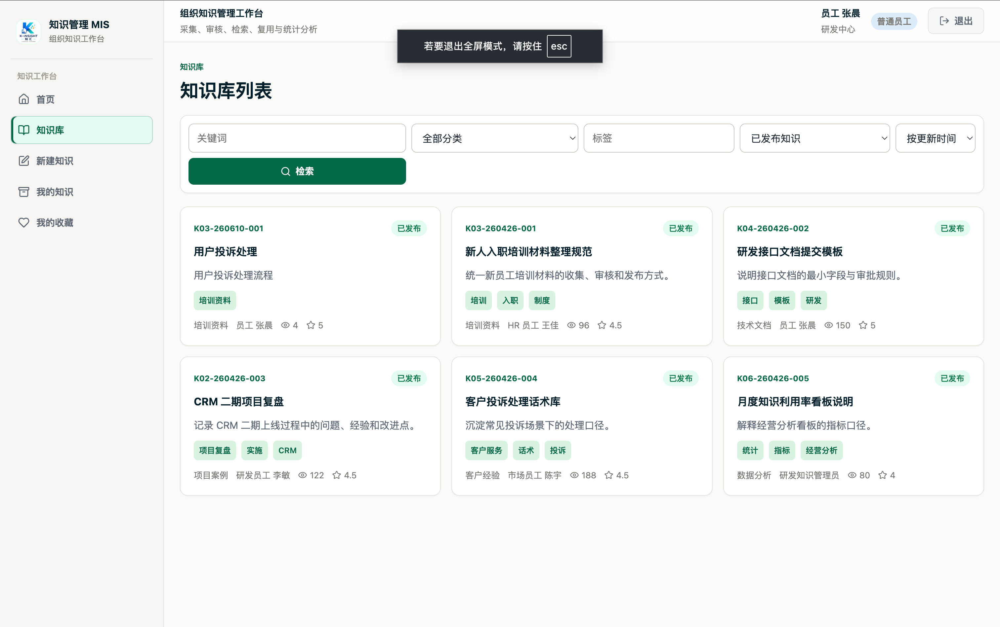 K-INSIGHT
知汇
知识管理 MIS
组织知识工作台
知识工作台
首页
知识库
新建知识
我的知识
我的收藏
组织知识管理工作台
采集、审核、检索、复用与统计分析
员工 张晨
研发中心
普通员工
退出
若要退出全屏模式，请按住 esc
知识库
知识库列表
关键词
全部分类
标签
已发布知识
按更新时间
检索
K03-260610-001
已发布
用户投诉处理
用户投诉处理流程
培训资料
培训资料 员工 张晨 4 5
K03-260426-001
已发布
新人入职培训材料整理规范
统一新员工培训材料的收集、审核和发布方式。
培训 入职 制度
培训资料 HR 员工 王佳 96 4.5
K04-260426-002
已发布
研发接口文档提交模板
说明接口文档的最小字段与审批规则。
接口 模板 研发
技术文档 员工 张晨 150 5
K02-260426-003
已发布
CRM 二期项目复盘
记录 CRM 二期上线过程中的问题、经验和改进点。
项目复盘 实施 CRM
项目案例 研发员工 李敏 122 4.5
K05-260426-004
已发布
客户投诉处理话术库
沉淀常见投诉场景下的处理口径。
客户服务 话术 投诉
客户经验 市场员工 陈宇 188 4.5
K06-260426-005
已发布
月度知识利用率看板说明
解释经营分析看板的指标口径。
统计 指标 经营分析
数据分析 研发知识管理员 80 4